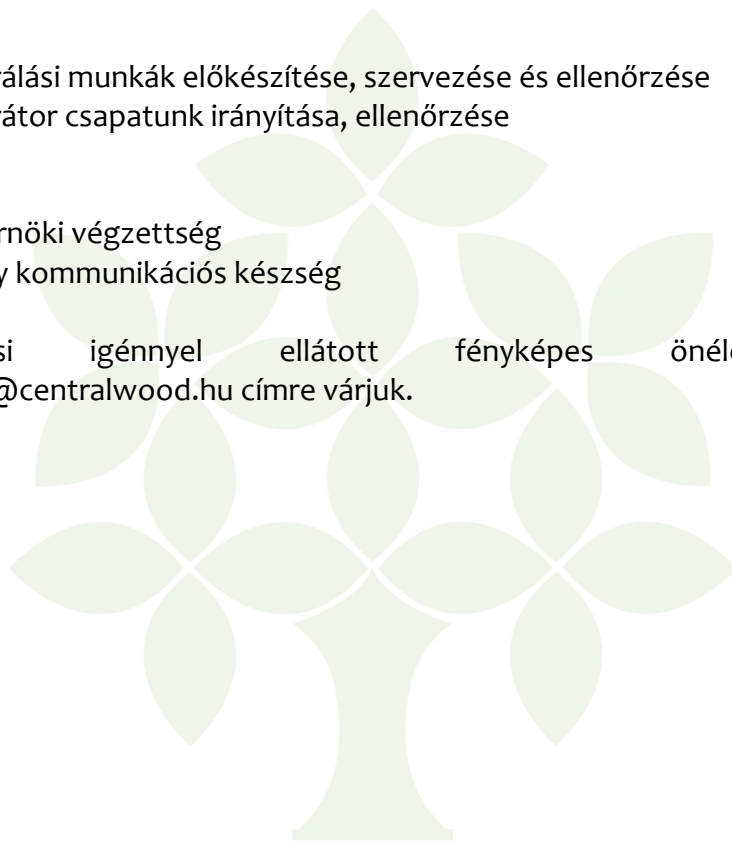 rálási munkák előkészítése, szervezése és ellenőrzése
rátor csapatunk irányítása, ellenőrzése
rnöki végzettség
y kommunikációs készség
si igénnyel ellátott fényképes önél
@centralwood.hu címre várjuk.